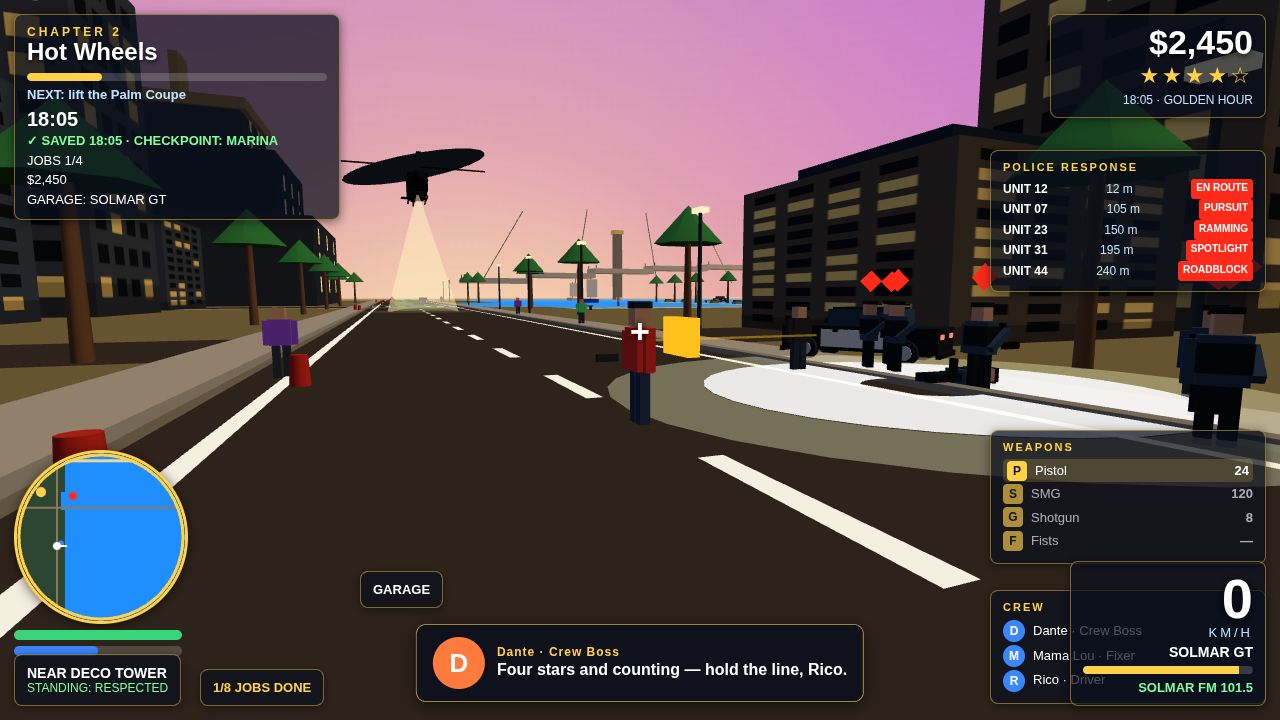 CHAPTER 2
Hot Wheels
NEXT: lift the Palm Coupe
18:05
✓ SAVED 18:05 · CHECKPOINT: MARINA
JOBS 1/4
$2,450
GARAGE: SOLMAR GT
$2,450
★★★★☆
18:05 · GOLDEN HOUR
POLICE RESPONSE
UNIT 12 12 m EN ROUTE
UNIT 07 105 m PURSUIT
UNIT 23 150 m RAMMING
UNIT 31 195 m SPOTLIGHT
UNIT 44 240 m ROADBLOCK
WEAPONS
P Pistol 24
S SMG 120
G Shotgun 8
F Fists —
CREW
D Dante · Crew Boss
M Mama Lou · Fixer
R Rico · Driver
0
KM/H
SOLMAR GT
SOLMAR FM 101.5
GARAGE
D
Dante · Crew Boss
Four stars and counting — hold the line, Rico.
NEAR DECO TOWER
STANDING: RESPECTED
1/8 JOBS DONE